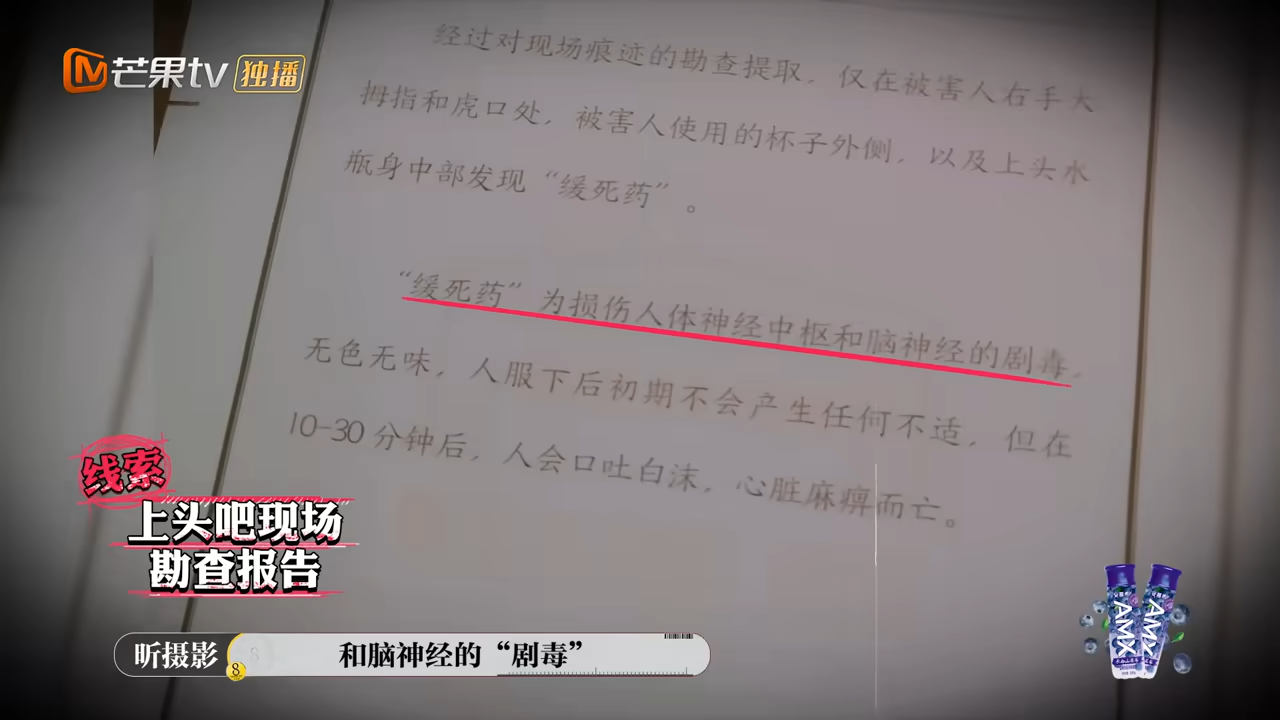 芒果tv 独播
经过对现场痕迹的勘查提取，仅在被害人右手大
拇指和虎口处，被害人使用的杯子外侧，以及上头水
瓶身中部发现“缓死药”。
“缓死药”为损伤人体神经中枢和脑神经的剧毒，
无色无味，人服下后初期不会产生任何不适，但在
10-30分钟后，人会口吐白沫，心脏麻痹而亡。
线索
上头吧现场
勘查报告
昕摄影 8 和脑神经的“剧毒”
AMX AMX